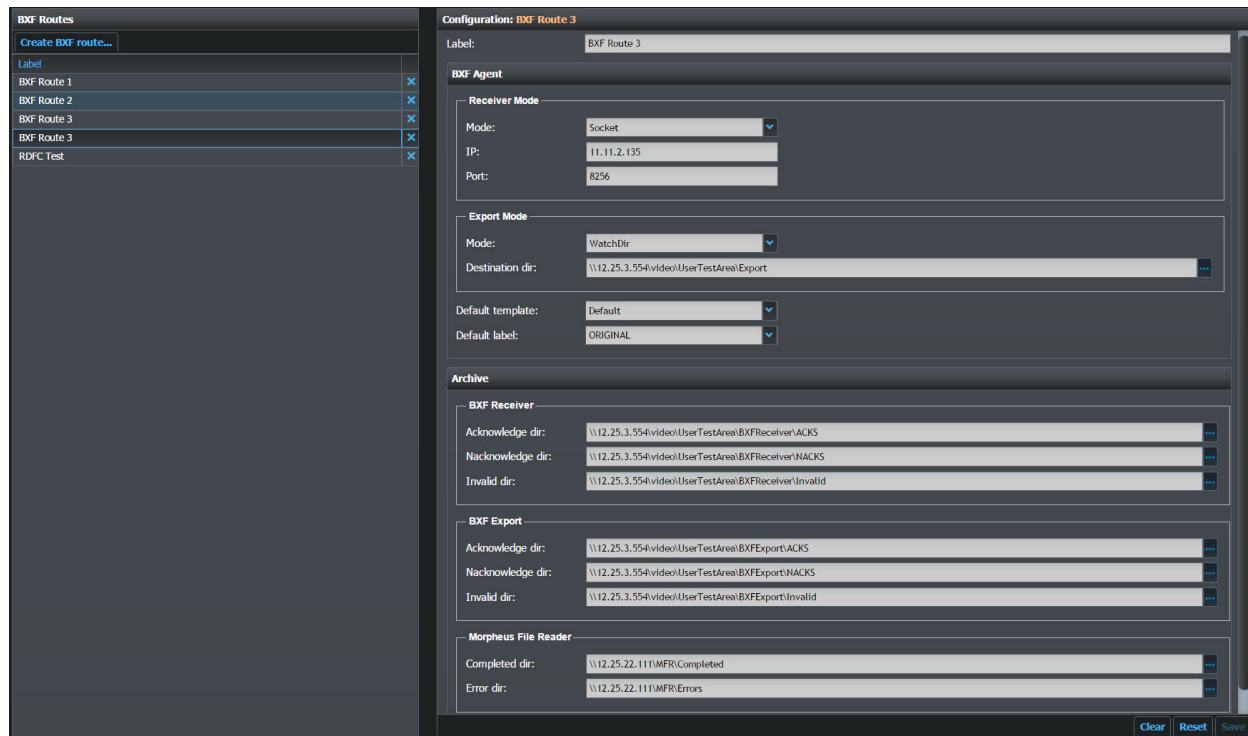 BXF Routes
Create BXF route...
Label
BXF Route 1
BXF Route 2
BXF Route 3
BXF Route 3
RDFC Test
Configuration: BXF Route 3
Label: BXF Route 3
BXF Agent
Receiver Mode
Mode: Socket
IP: 11.11.2.135
Port: 8256
Export Mode
Mode: WatchDir
Destination dir: \\12.25.3.554\video\UserTestArea\Export
Default template: Default
Default label: ORIGINAL
Archive
BXF Receiver
Acknowledge dir: \\12.25.3.554\video\UserTestArea\BXFReceiver\ACKS
Nacknowledge dir: \\12.25.3.554\video\UserTestArea\BXFReceiver\NACKS
Invalid dir: \\12.25.3.554\video\UserTestArea\BXFReceiver\Invalid
BXF Export
Acknowledge dir: \\12.25.3.554\video\UserTestArea\BXFExport\ACKS
Nacknowledge dir: \\12.25.3.554\video\UserTestArea\BXFExport\NACKS
Invalid dir: \\12.25.3.554\video\UserTestArea\BXFExport\Invalid
Morpheus File Reader
Completed dir: \\12.25.22.111\MFR\Completed
Error dir: \\12.25.22.111\MFR\Errors
Clear Reset Save